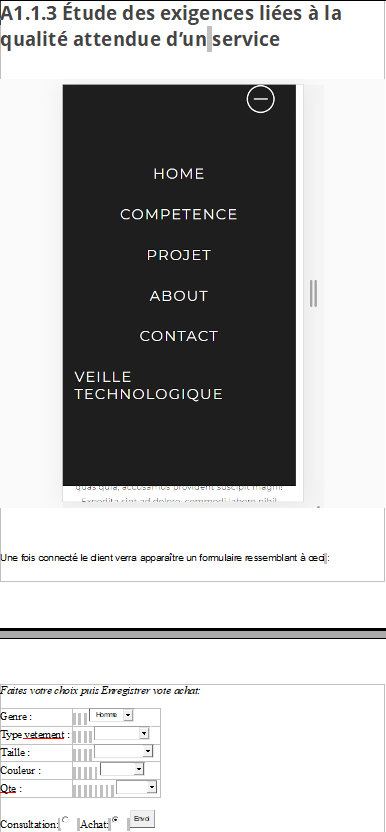 A1.1.3 Étude des exigences liées à la
qualité attendue d’un service
HOME
COMPETENCE
PROJET
ABOUT
CONTACT
VEILLE
TECHNOLOGIQUE
quas quia, accusamus provident suscipit magni!
Expedita sint ad dolore, commodi labore nihil
Une fois connecté le client verra apparaître un formulaire ressemblant à ceci :
Faites votre choix puis Enregistrer vote achat:
Genre : Homme
Type vetement :
Taille :
Couleur :
Qte :
Consultation: Achat: Envoi